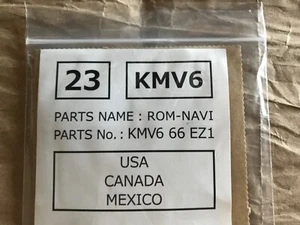 23 KMV6
PARTS NAME : ROM-NAVI
PARTS No. : KMV6 66 EZ1
USA
CANADA
MEXICO